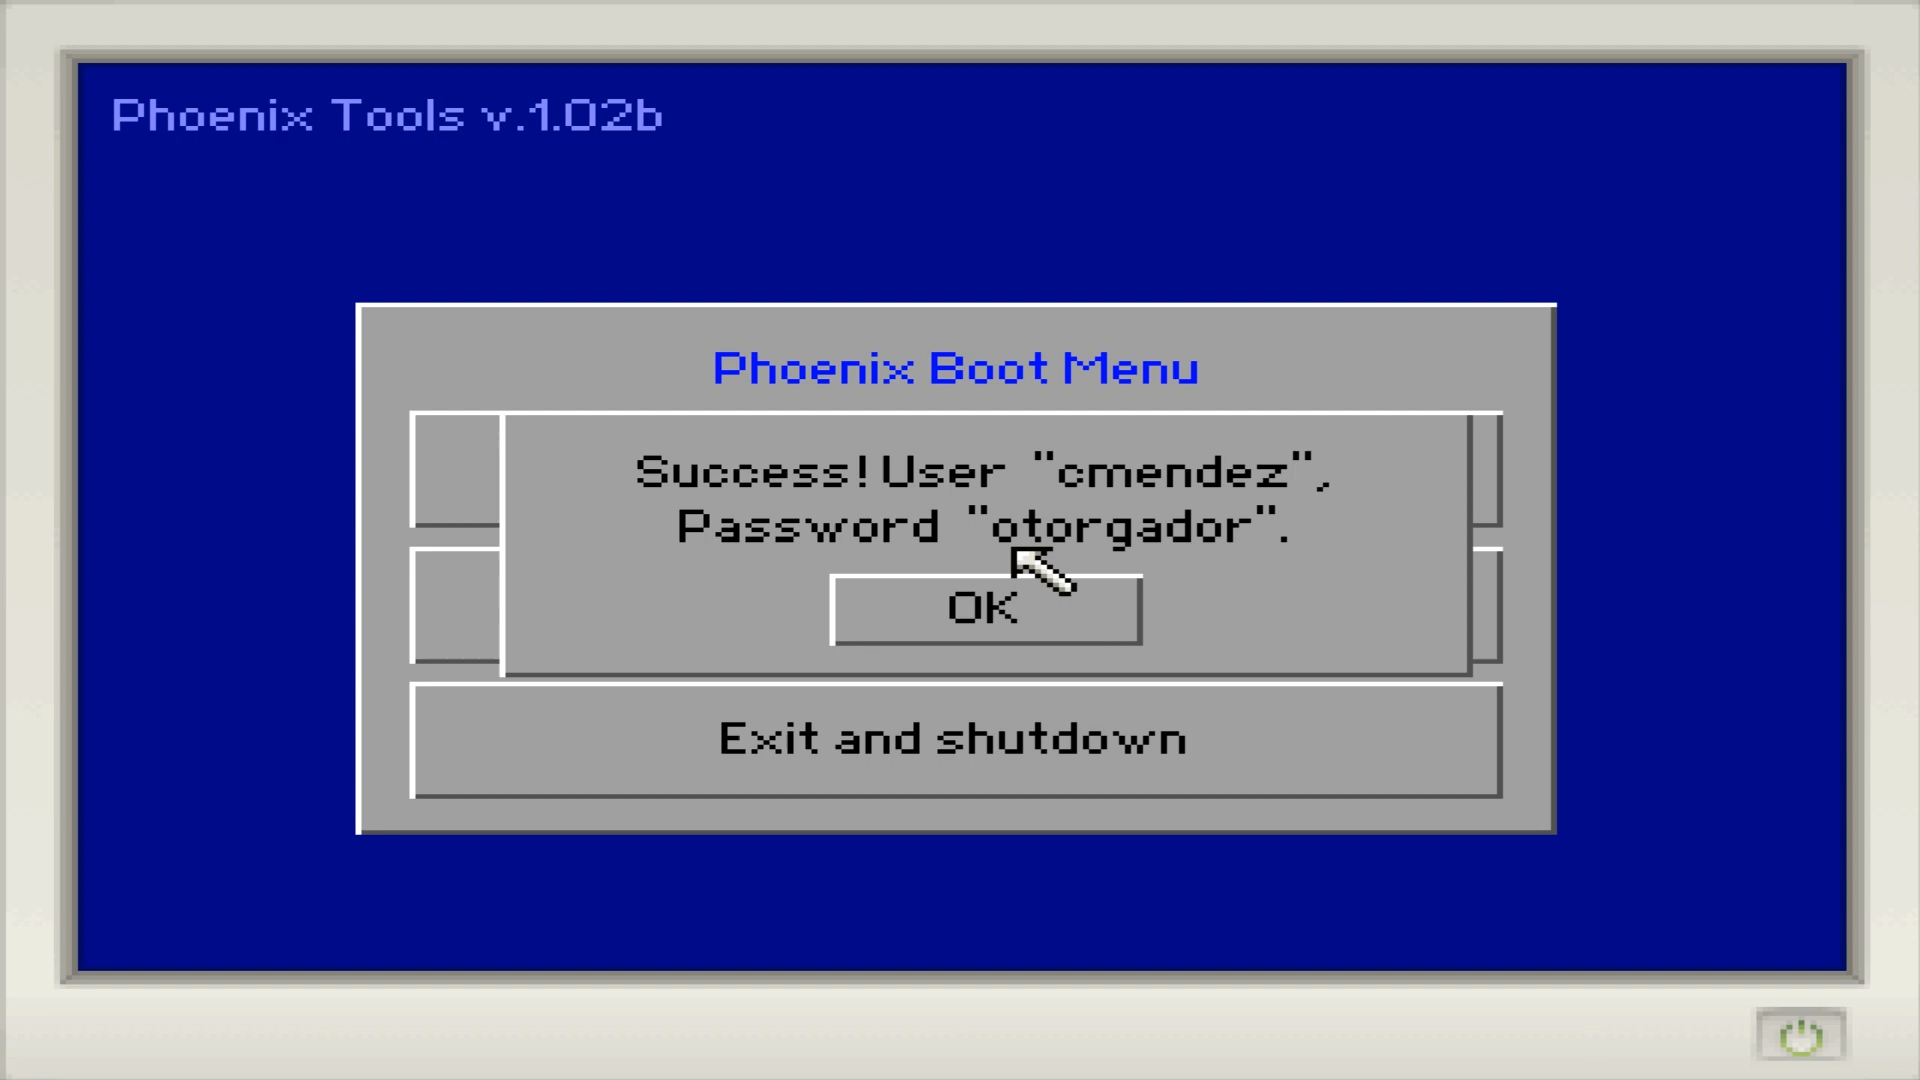 Phoenix Tools v.1.02b
Phoenix Boot Menu
Success! User "cmendez",
Password "otorgador".
OK
Exit and shutdown